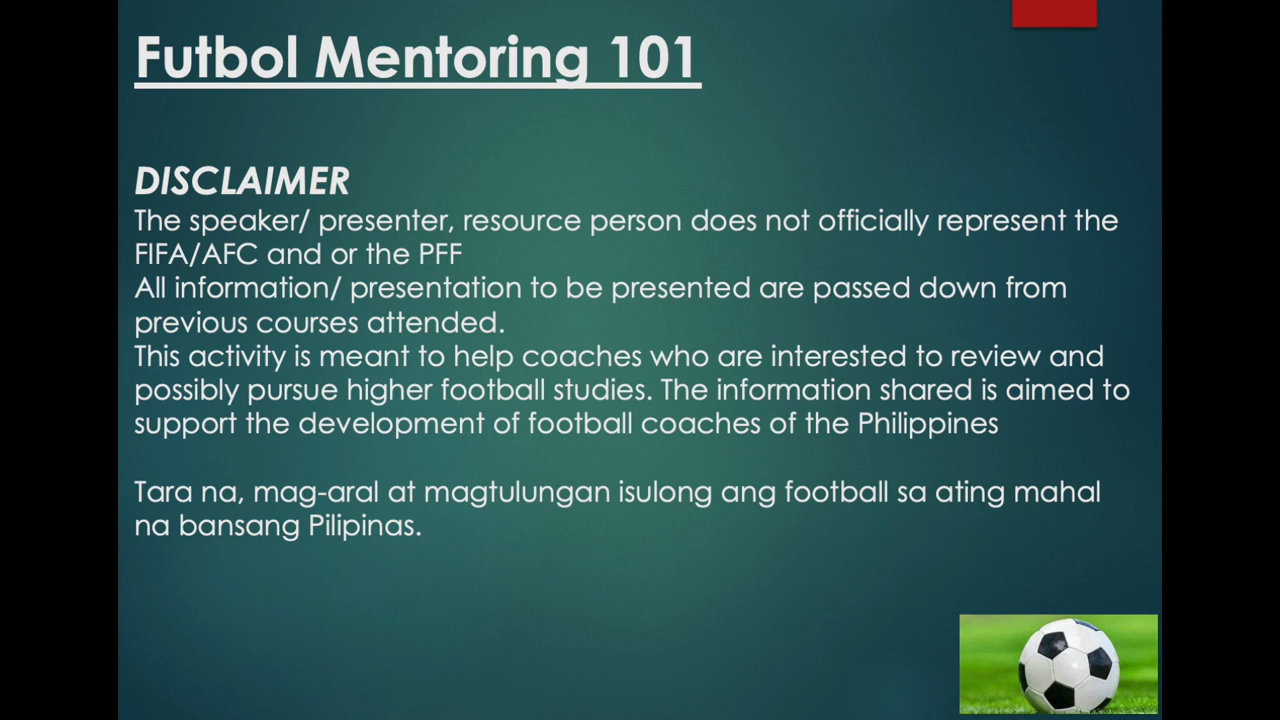 Futbol Mentoring 101
DISCLAIMER
The speaker/ presenter, resource person does not officially represent the
FIFA/AFC and or the PFF
All information/ presentation to be presented are passed down from
previous courses attended.
This activity is meant to help coaches who are interested to review and
possibly pursue higher football studies. The information shared is aimed to
support the development of football coaches of the Philippines
Tara na, mag-aral at magtulungan isulong ang football sa ating mahal
na bansang Pilipinas.